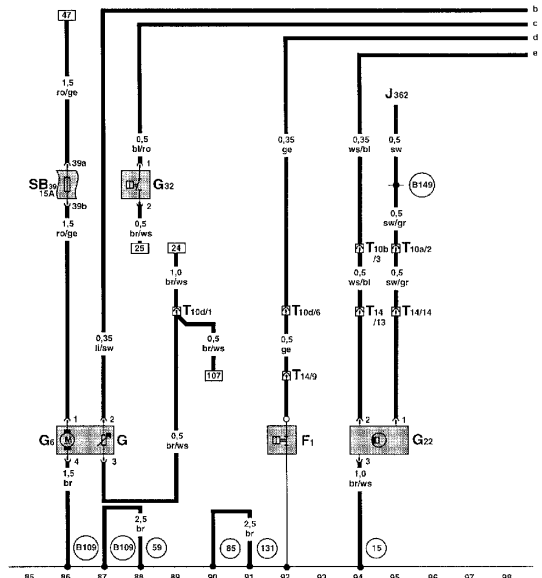 b
47
c
d
e
J362
1,5
ro/ge
0,5
bl/ro
0,35
ge
0,35
ws/bl
0,5
sw
39a
1
SB39
15A
G32
B149
39b
2
1,5
ro/ge
0,5
br/ws
0,5
sw/gr
25
24
T10b
/3
T10a/2
1,0
br/ws
0,5
ws/bl
0,5
sw/gr
T10d/1
T10d/6
T14
/13
T14/14
0,35
li/sw
0,5
br/ws
0,5
ge
107
T14/9
1
2
2
1
G6
M
G
0,5
br/ws
F1
G22
4
3
3
1,5
br
1,0
br/ws
2,5
br
2,5
br
B109
B109
59
85
131
15
85
86
87
88
89
90
91
92
93
94
95
96
97
98